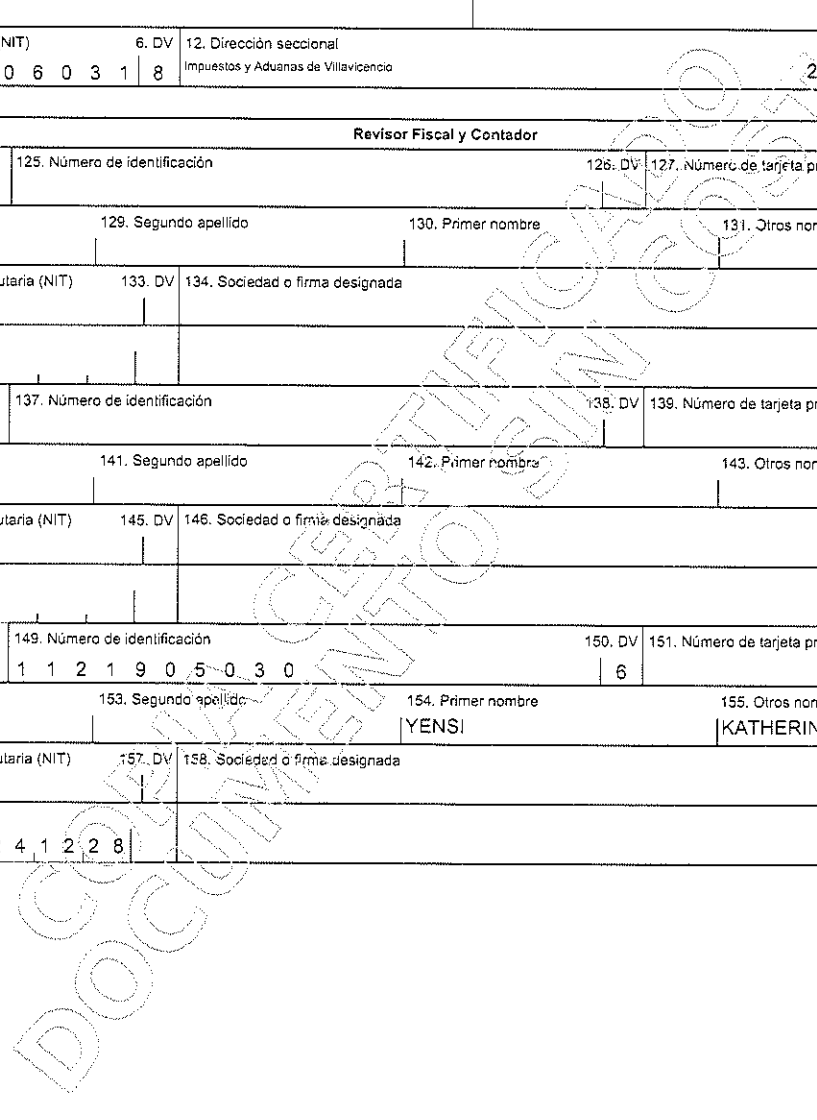 NIT) 6. DV 12. Dirección seccional
0 6 0 3 1 8 Impuestos y Aduanas de Villavicencio 2
Revisor Fiscal y Contador
125. Número de identificación 126. DV 127. Número de tarjeta pr
129. Segundo apellido 130. Primer nombre 131. Otros nom
utaria (NIT) 133. DV 134. Sociedad o firma designada
137. Número de identificación 138. DV 139. Número de tarjeta pr
141. Segundo apellido 142. Primer nombre 143. Otros nom
utaria (NIT) 145. DV 146. Sociedad o firma designada
149. Número de identificación 150. DV 151. Número de tarjeta pr
1 1 2 1 9 0 5 0 3 0 6
153. Segundo apellido 154. Primer nombre 155. Otros nom
YENSI KATHERIN
utaria (NIT) 157. DV 158. Sociedad o firma designada
4 1 2 2 8
COPIA CERTIFICADO
DOCUMENTO SIN COST